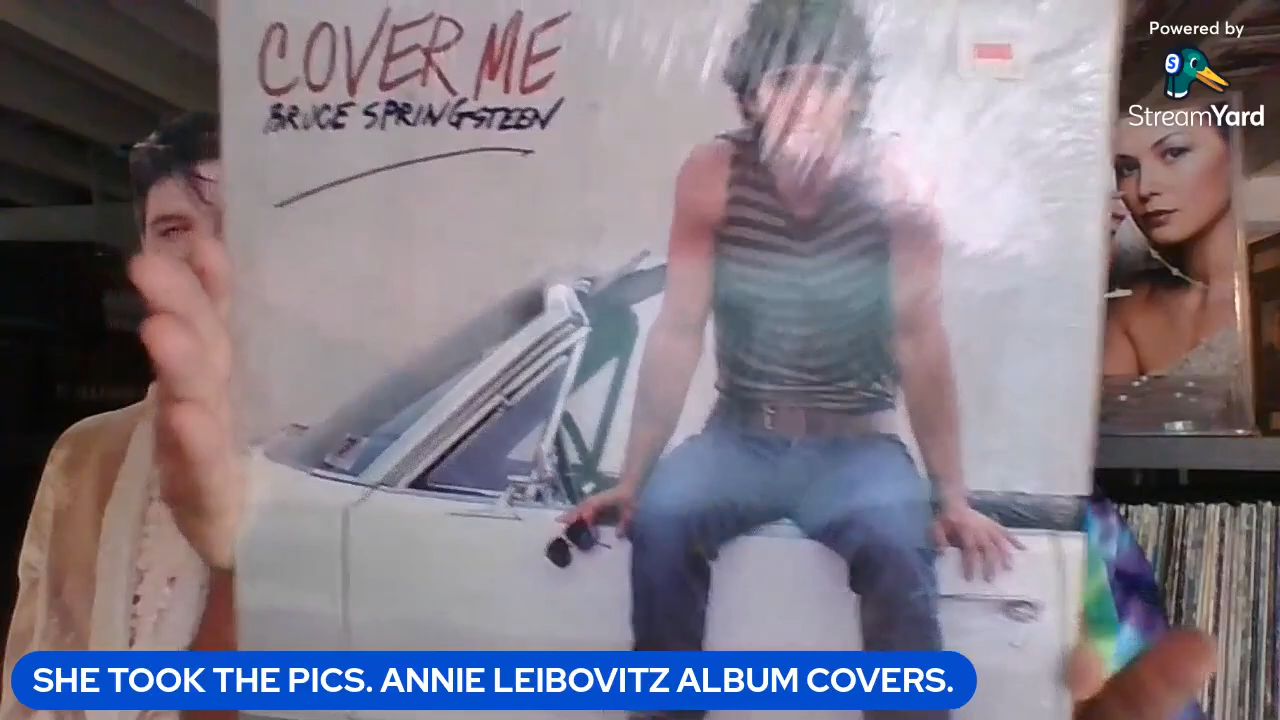 COVER ME
BRUCE SPRINGSTEEN
Powered by
StreamYard
SHE TOOK THE PICS. ANNIE LEIBOVITZ ALBUM COVERS.